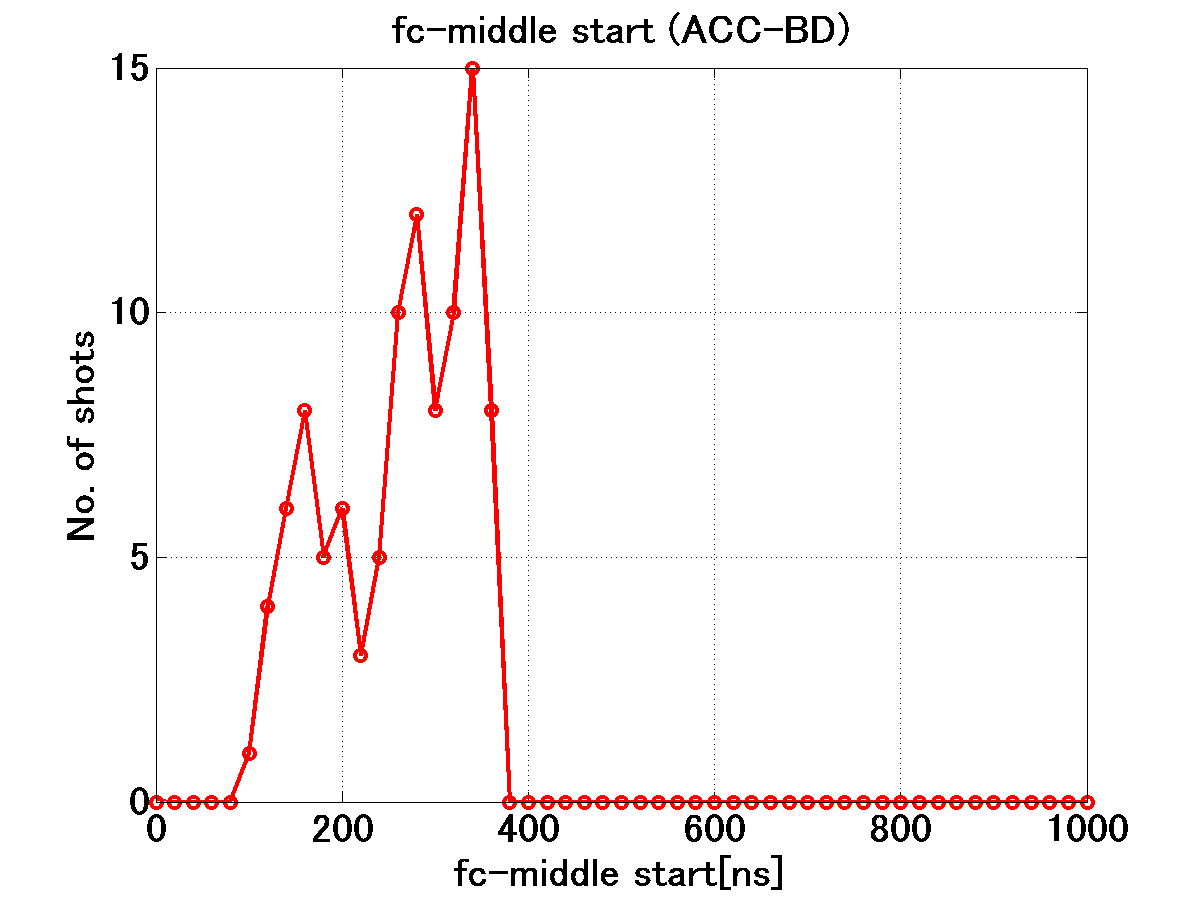 fc-middle start (ACC-BD)
15
10
5
0
0 200 400 600 800 1000
No. of shots
fc-middle start[ns]